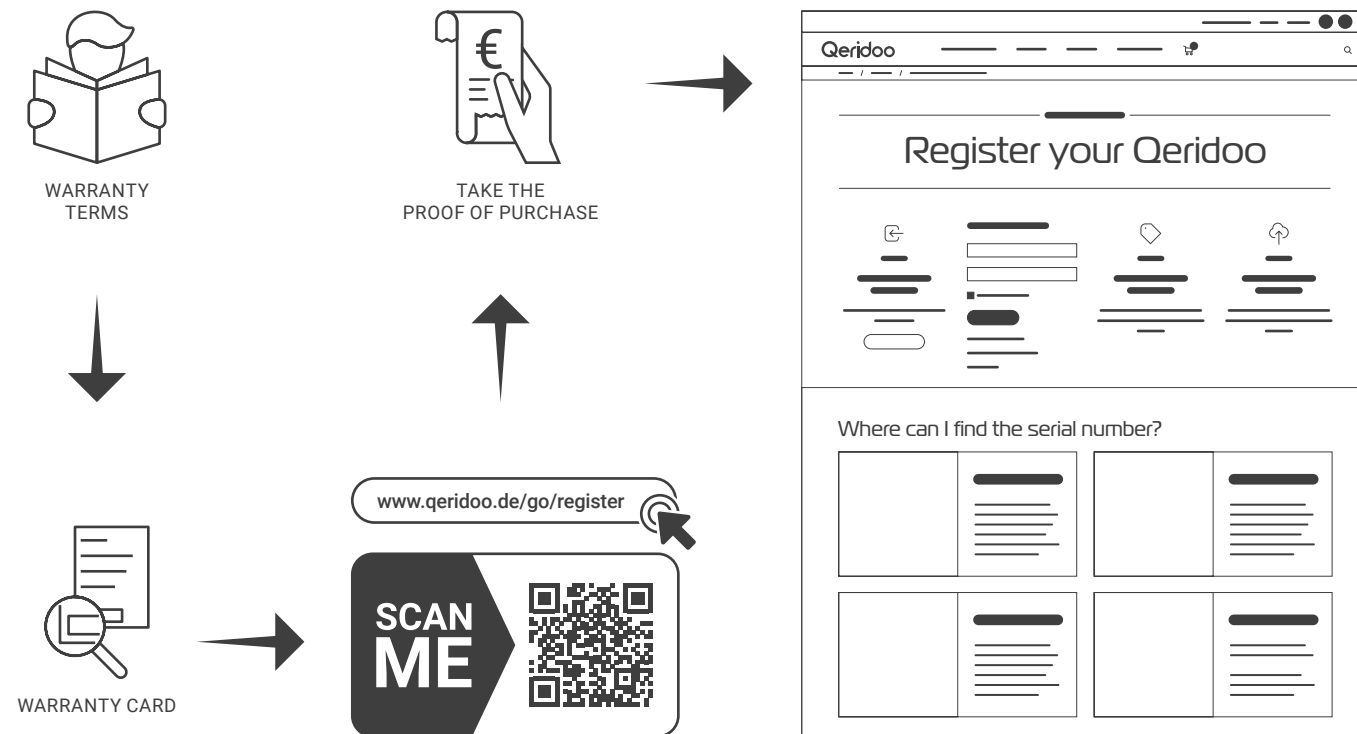 WARRANTY
TERMS
WARRANTY CARD
www.qeridoo.de/go/register
SCAN
ME
€
TAKE THE
PROOF OF PURCHASE
Qeridoo
Register your Qeridoo
Where can I find the serial number?